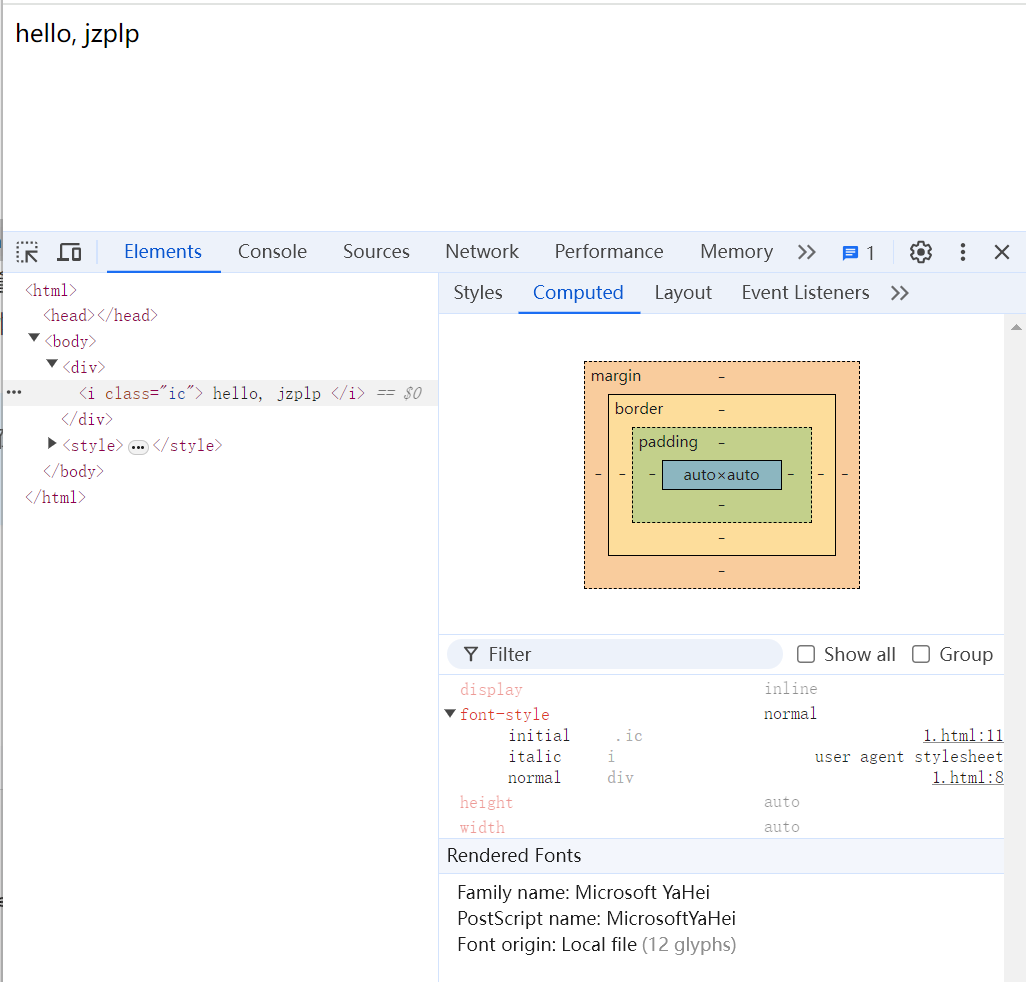 hello, jzplp
Elements Console Sources Network Performance Memory 1
<html>
<head></head>
<body>
<div>
<i class="ic"> hello, jzplp </i> == $0
</div>
<style> … </style>
</body>
</html>
Styles Computed Layout Event Listeners
margin –
border –
padding –
– – – auto×auto – – –
–
–
–
Filter Show all Group
display inline
font-style normal
initial .ic 1.html:11
italic i user agent stylesheet
normal div 1.html:8
height auto
width auto
Rendered Fonts
Family name: Microsoft YaHei
PostScript name: MicrosoftYaHei
Font origin: Local file (12 glyphs)